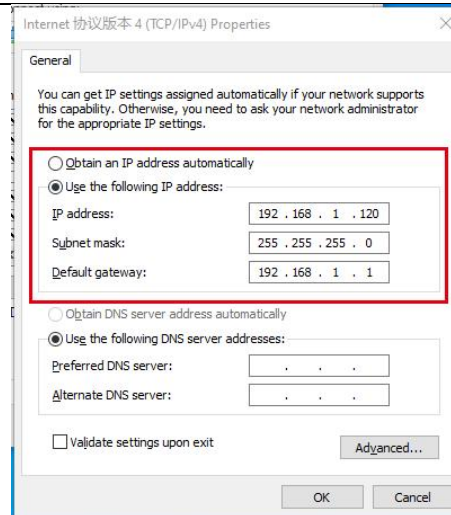 Internet 协议版本 4 (TCP/IPv4) Properties
General
You can get IP settings assigned automatically if your network supports
this capability. Otherwise, you need to ask your network administrator
for the appropriate IP settings.
Obtain an IP address automatically
Use the following IP address:
IP address: 192 . 168 . 1 . 120
Subnet mask: 255 . 255 . 255 . 0
Default gateway: 192 . 168 . 1 . 1
Obtain DNS server address automatically
Use the following DNS server addresses:
Preferred DNS server: . . .
Alternate DNS server: . . .
Validate settings upon exit
Advanced...
OK Cancel